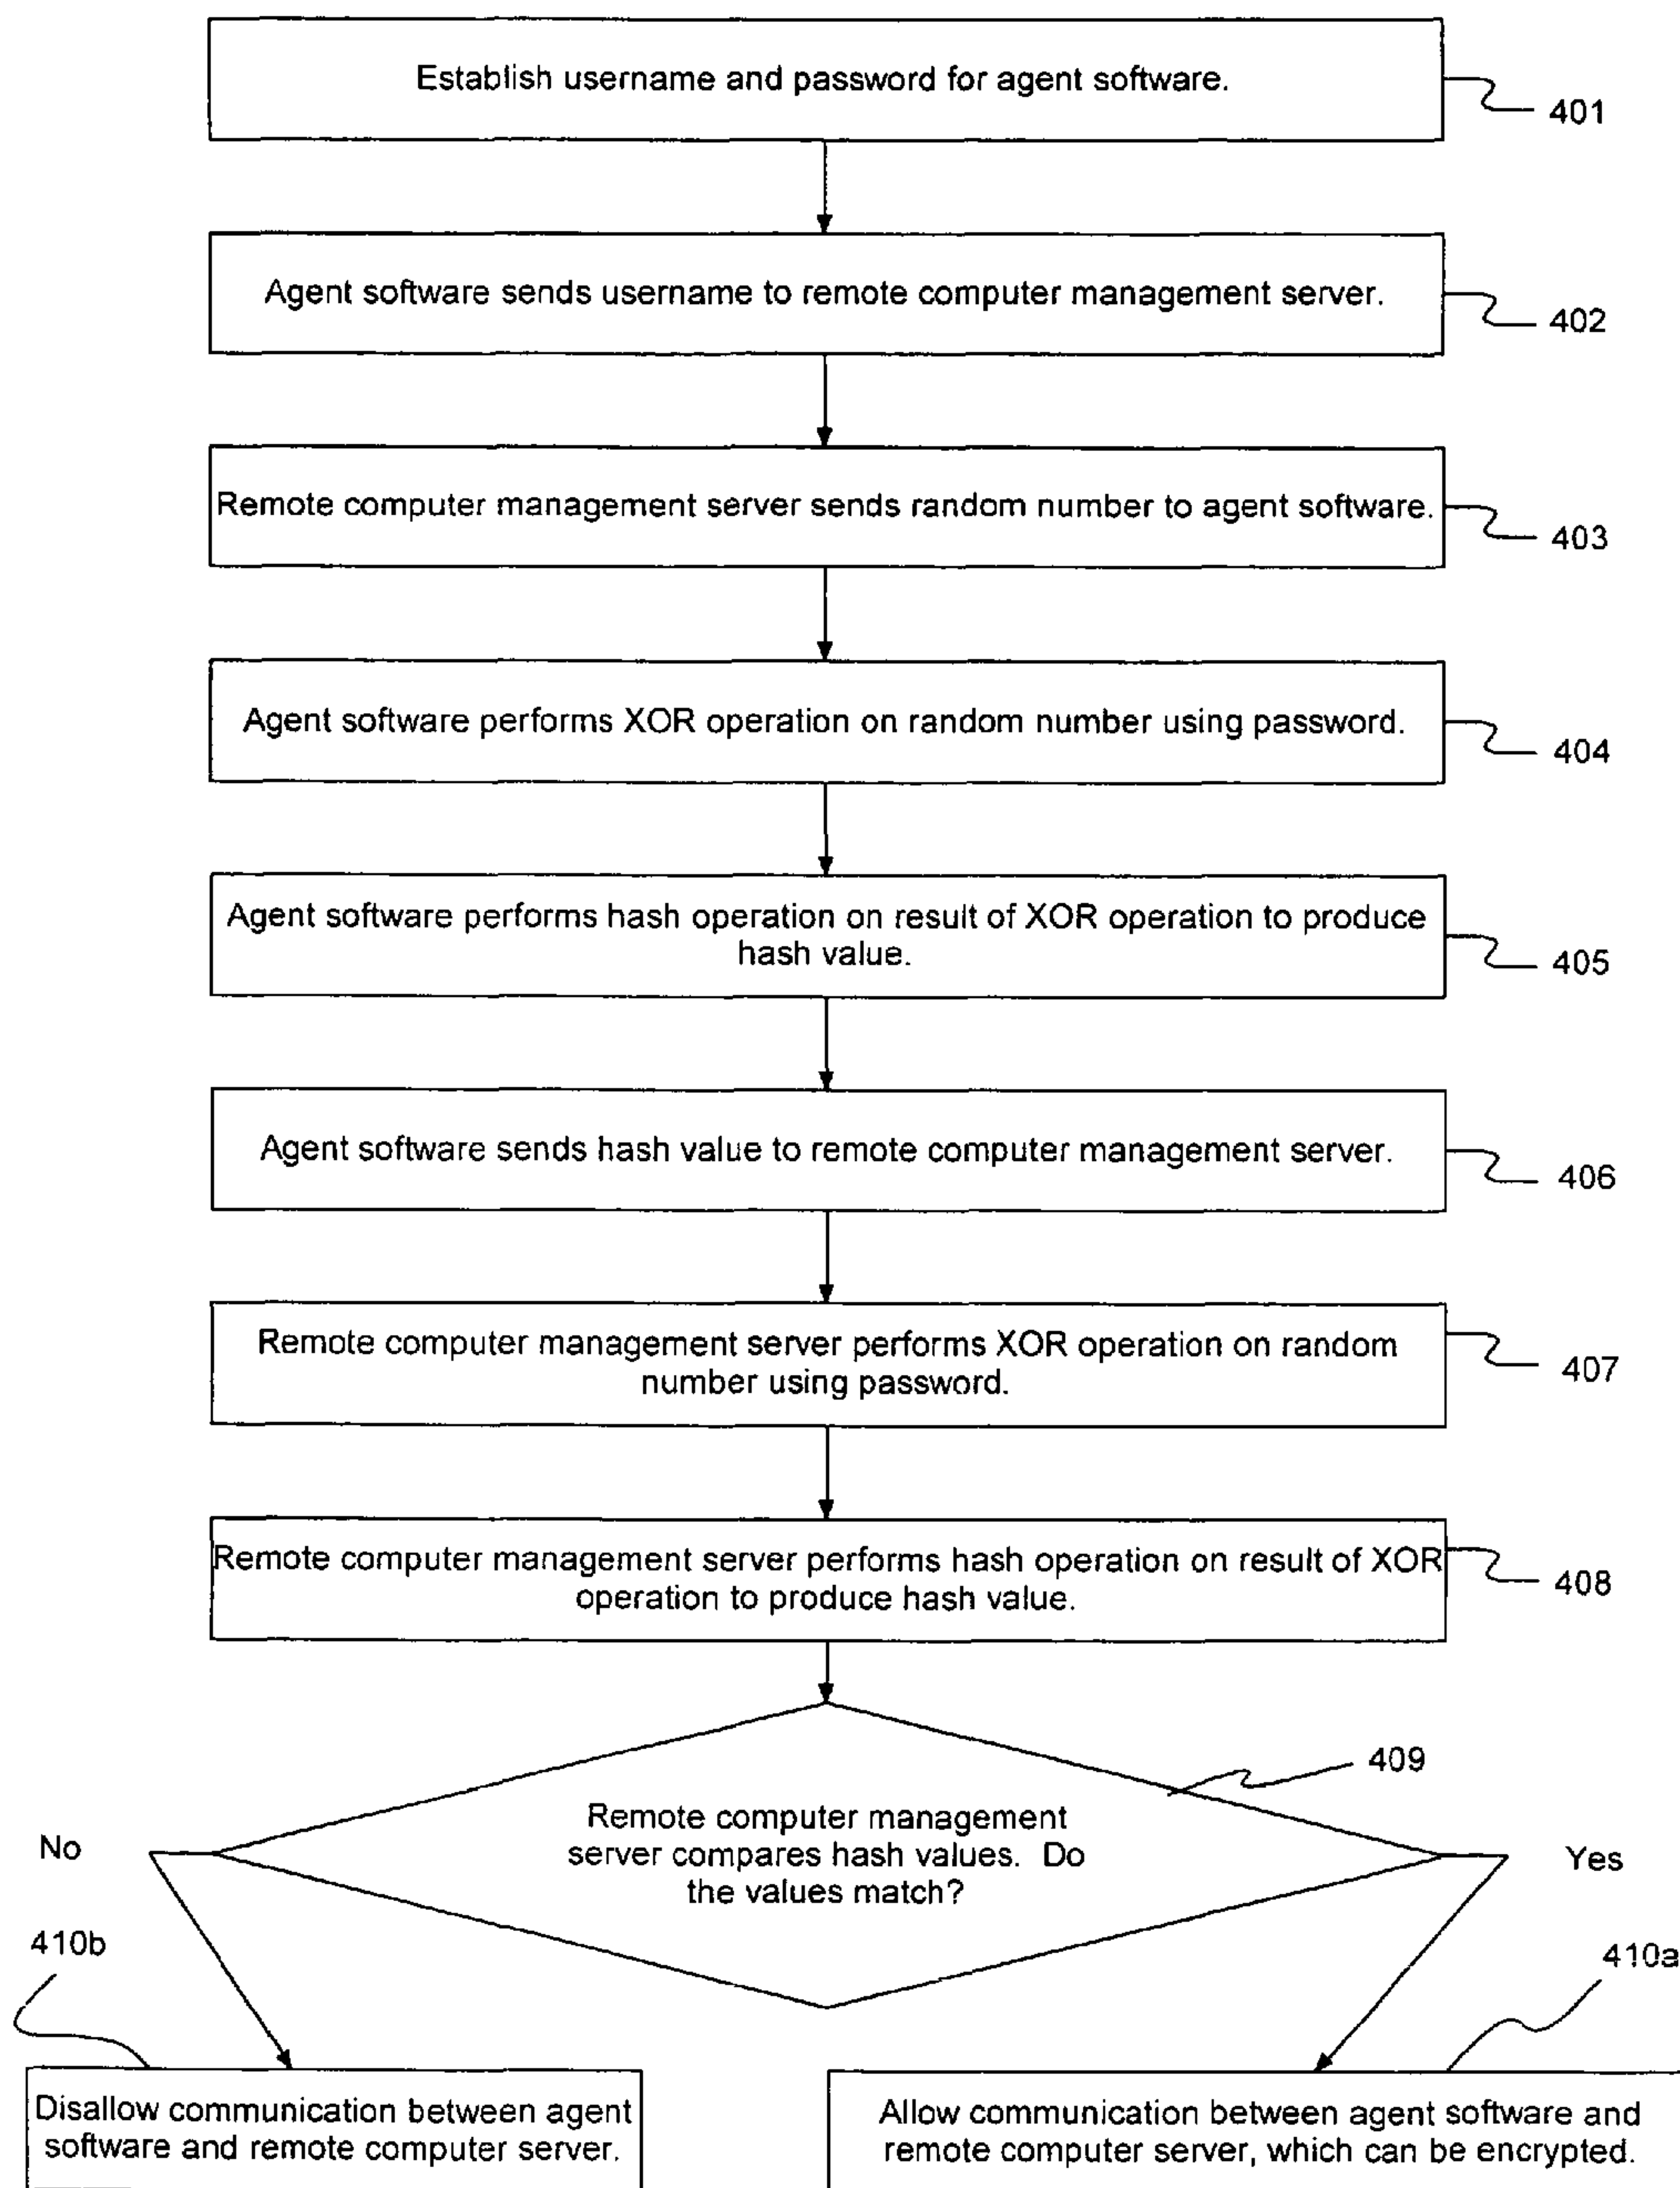 Establish username and password for agent software.
401
Agent software sends username to remote computer management server.
402
Remote computer management server sends random number to agent software.
403
Agent software performs XOR operation on random number using password.
404
Agent software performs hash operation on result of XOR operation to produce
hash value.
405
Agent software sends hash value to remote computer management server.
406
Remote computer management server performs XOR operation on random
number using password.
407
Remote computer management server performs hash operation on result of XOR
operation to produce hash value.
408
409
Remote computer management
server compares hash values. Do
the values match?
No
Yes
410b
410a
Disallow communication between agent
software and remote computer server.
Allow communication between agent software and
remote computer server, which can be encrypted.